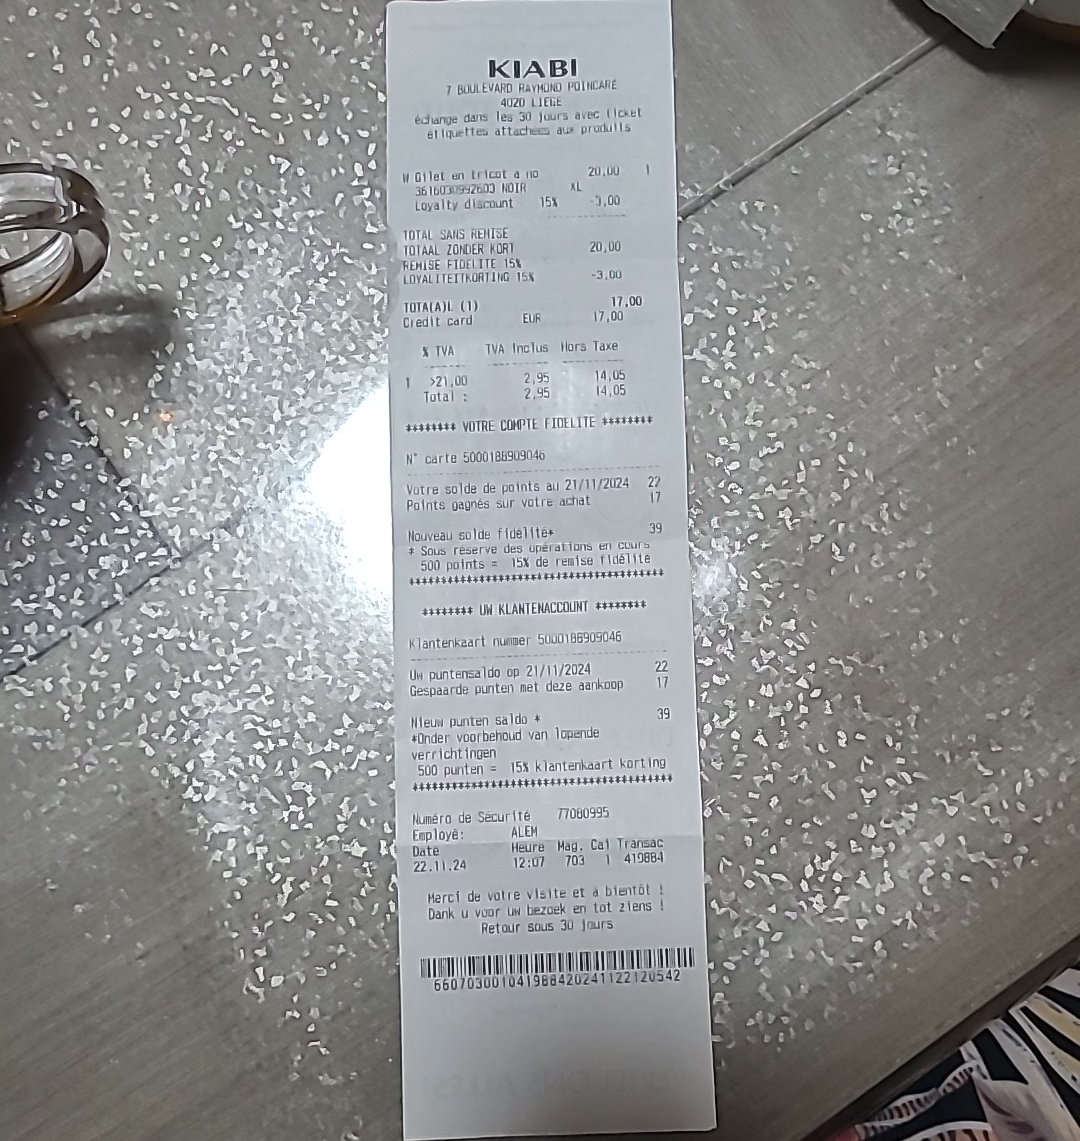 KIABI
7 BOULEVARD RAYMOND POINCARE
4020 LIEGE
échange dans les 30 jours avec ticket
étiquettes attachées aux produits
W Gilet en tricot à no 20,00 1
3616030992603 NOIR XL
Loyalty discount 15% -3,00
TOTAL SANS REMISE
TOTAAL ZONDER KORT 20,00
REMISE FIDELITE 15%
LOYALITEITKORTING 15% -3,00
TOTA(A)L (1) 17,00
Credit card EUR 17,00
% TVA TVA Inclus Hors Taxe
1 >21,00 2,95 14,05
Total : 2,95 14,05
******** VOTRE COMPTE FIDELITE ********
N° carte 5000186909046
Votre solde de points au 21/11/2024 22
Points gagnés sur votre achat 17
Nouveau solde fidélité* 39
* Sous réserve des opérations en cours
500 points = 15% de remise fidélité
*****************************************
******** UW KLANTENACCOUNT ********
Klantenkaart nummer 5000186909046
Uw puntensaldo op 21/11/2024 22
Gespaarde punten met deze aankoop 17
Nieuw punten saldo * 39
*Onder voorbehoud van lopende
verrichtingen
500 punten = 15% klantenkaart korting
*****************************************
Numéro de Sécurité 77080995
Employé: ALEM
Date Heure Mag. Cai Transac
22.11.24 12:07 703 1 419884
Merci de votre visite et à bientôt !
Dank u voor uw bezoek en tot ziens !
Retour sous 30 jours
660703001041988420241122120542